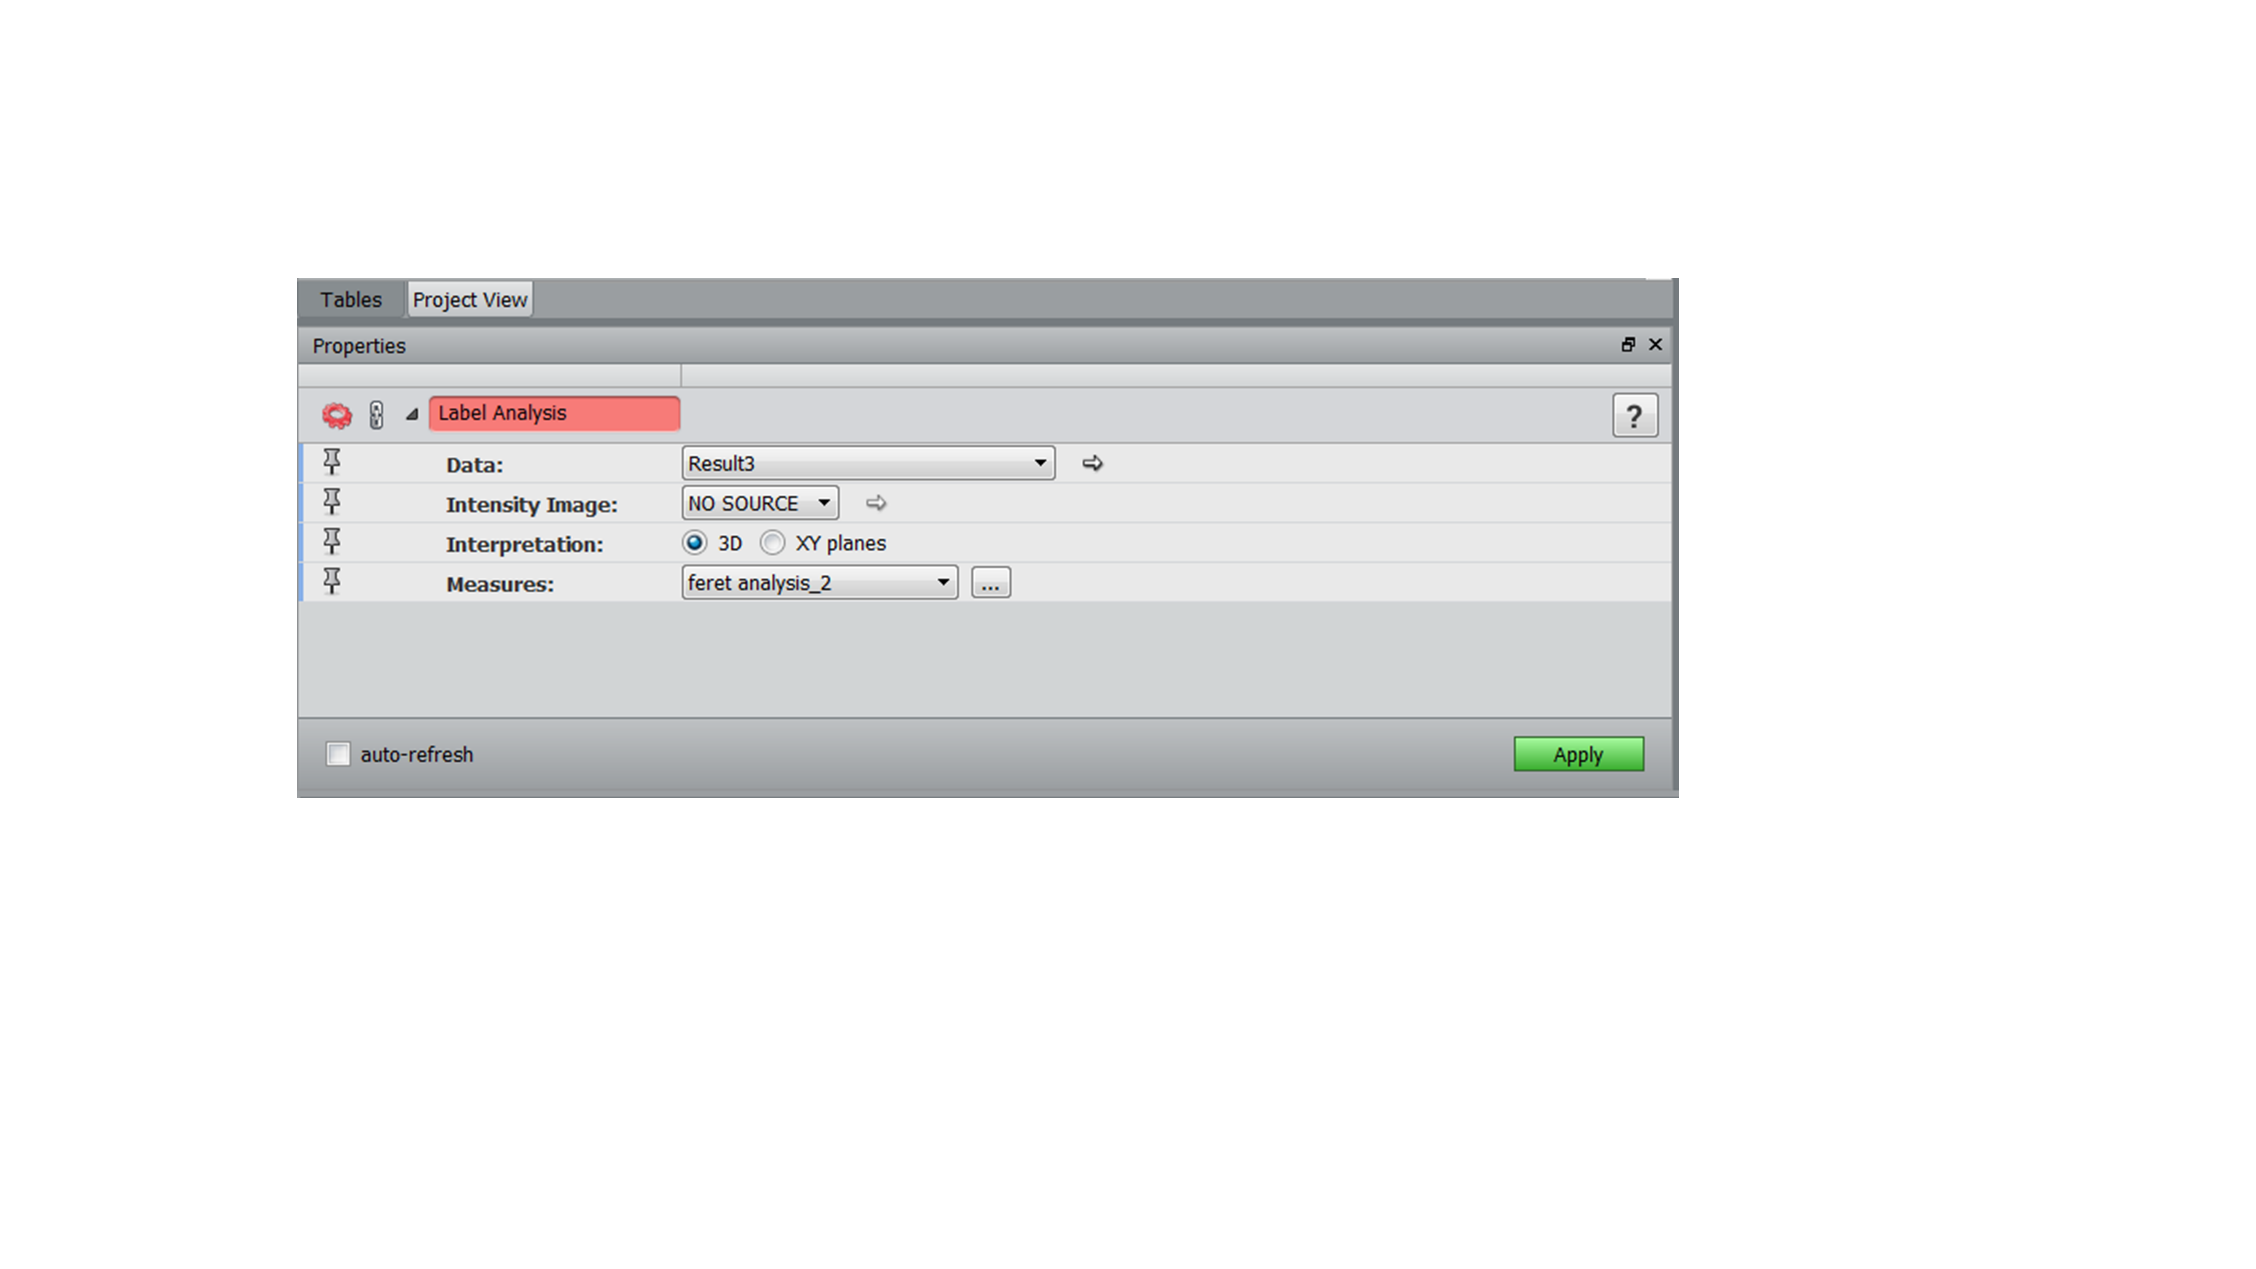 Tables Project View
Properties
Label Analysis ?
Data: Result3
Intensity Image: NO SOURCE
Interpretation: 3D XY planes
Measures: feret analysis_2 ...
auto-refresh Apply